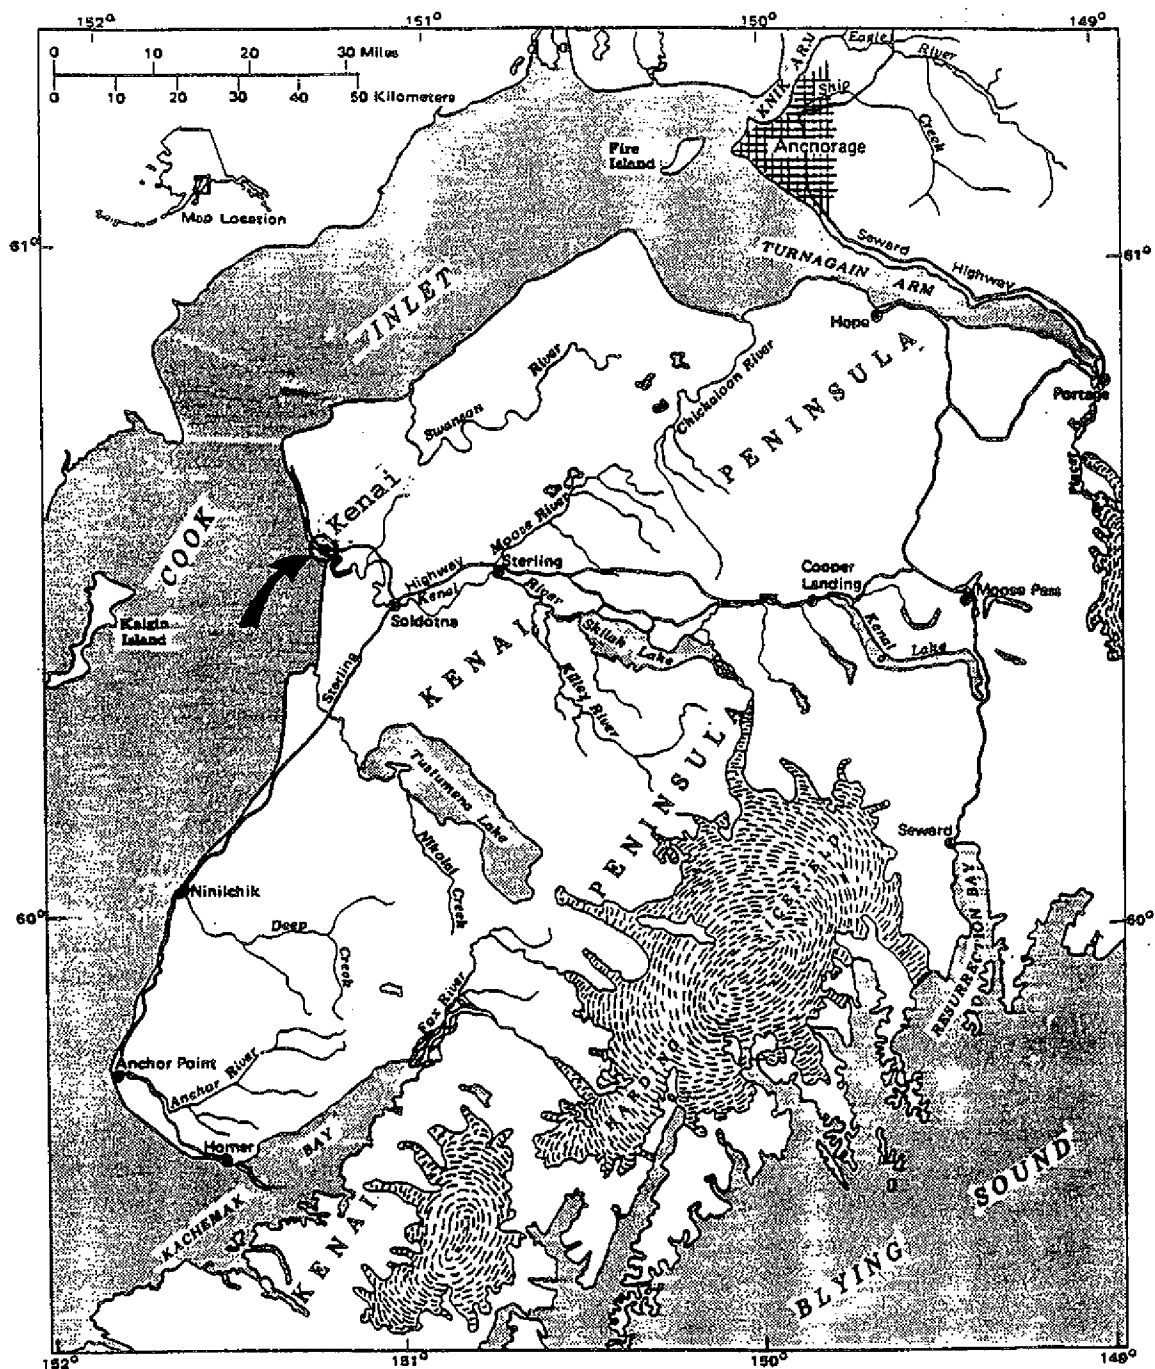 152° 151° 150° 149°
0 10 20 30 Miles
0 10 20 30 40 50 Kilometers
KNIK ARM
Eagle River
Ship Creek
Anchorage
Fire Island
Map Location
61° 61°
Seward Highway
TURNAGAIN ARM
COOK INLET
Hope
Portage
Placer
Swanson River
Chickaloon River
KENAI PENINSULA
Kenai
Moose River
Sterling
Cooper Landing
Moose Pass
Kalgin Island
Sterling Highway
Kenai River
Soldotna
Skilak Lake
Kenai Lake
Killey River
Tustumena Lake
Nikolai Creek
KENAI PENINSULA
Seward
HARDING ICEFIELD
Ninilchik
60° 60°
Deep Creek
RESURRECTION BAY
Fox River
Anchor Point
Anchor River
Homer
KACHEMAK BAY
BLYING SOUND
152° 151° 150° 149°